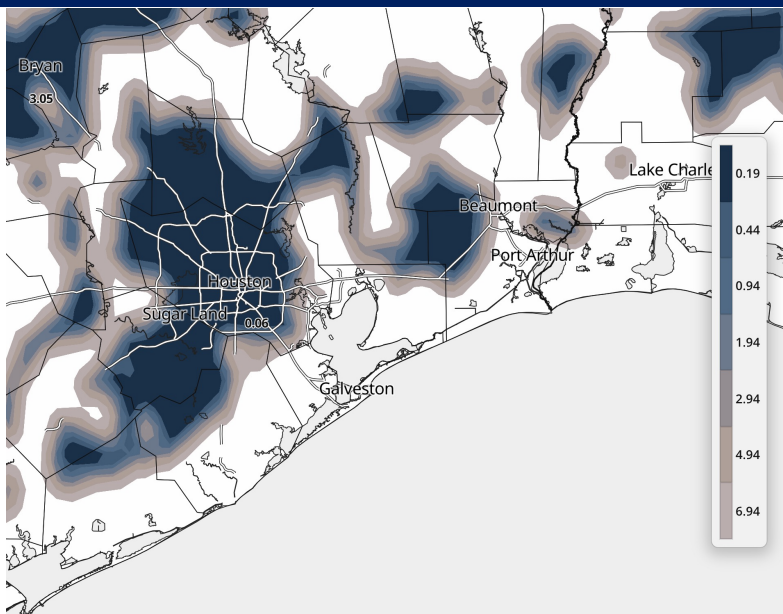 Bryan
3.05
Lake Charle
0.19
Beaumont
0.44
Port Arthur
Houston
0.94
Sugar Land
0.06
1.94
Galveston
2.94
4.94
6.94